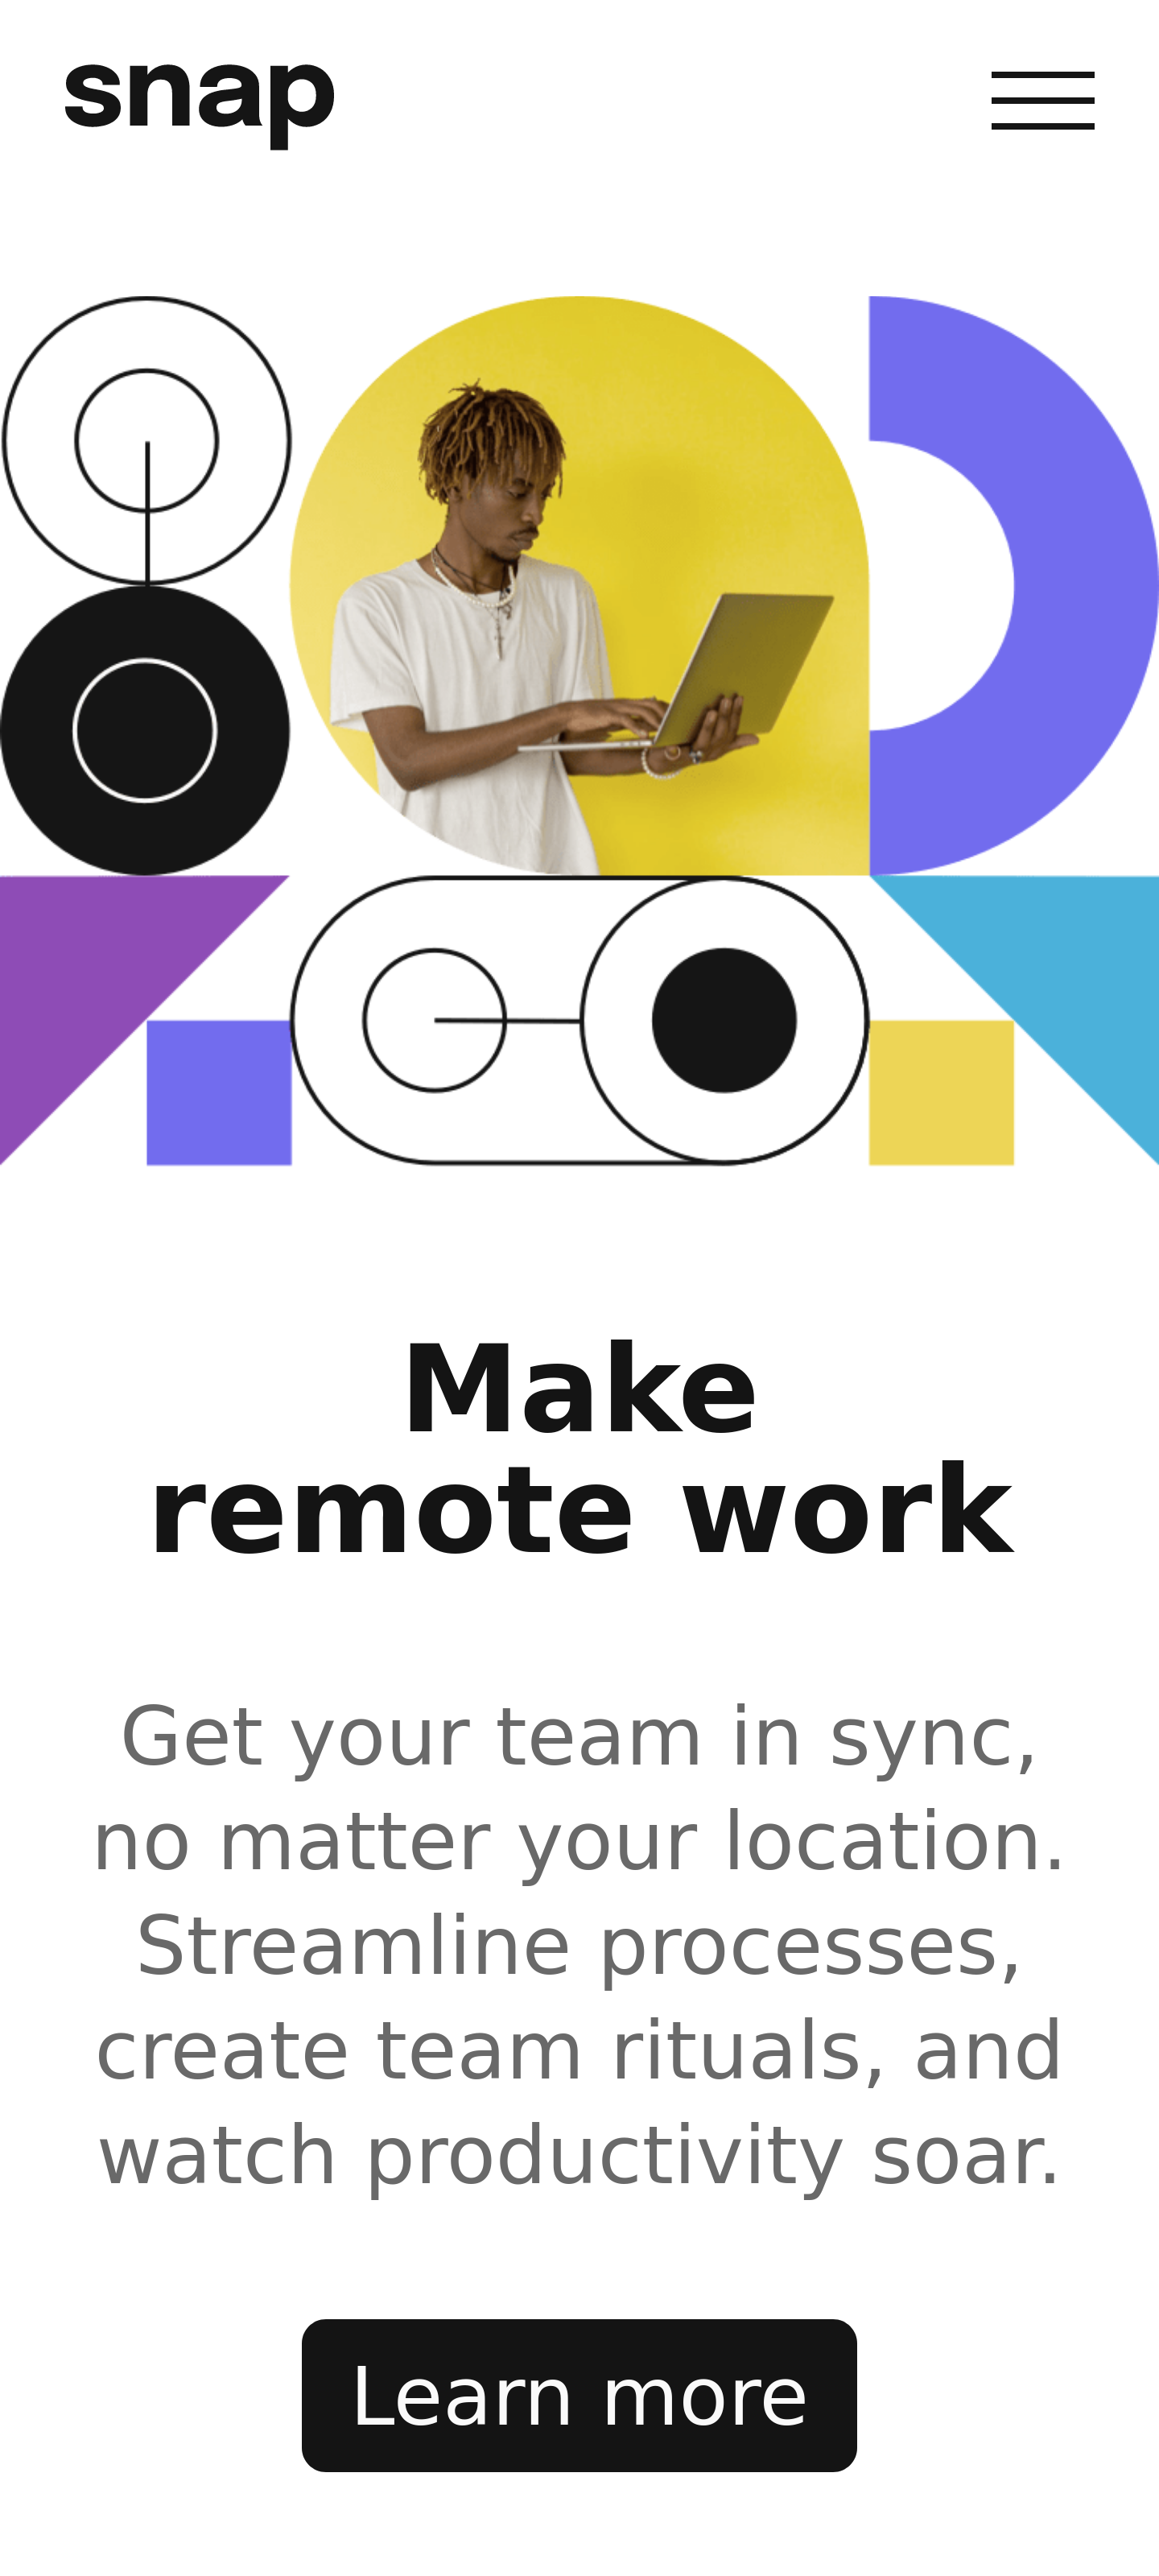 snap
Make
remote work
Get your team in sync,
no matter your location.
Streamline processes,
create team rituals, and
watch productivity soar.
Learn more